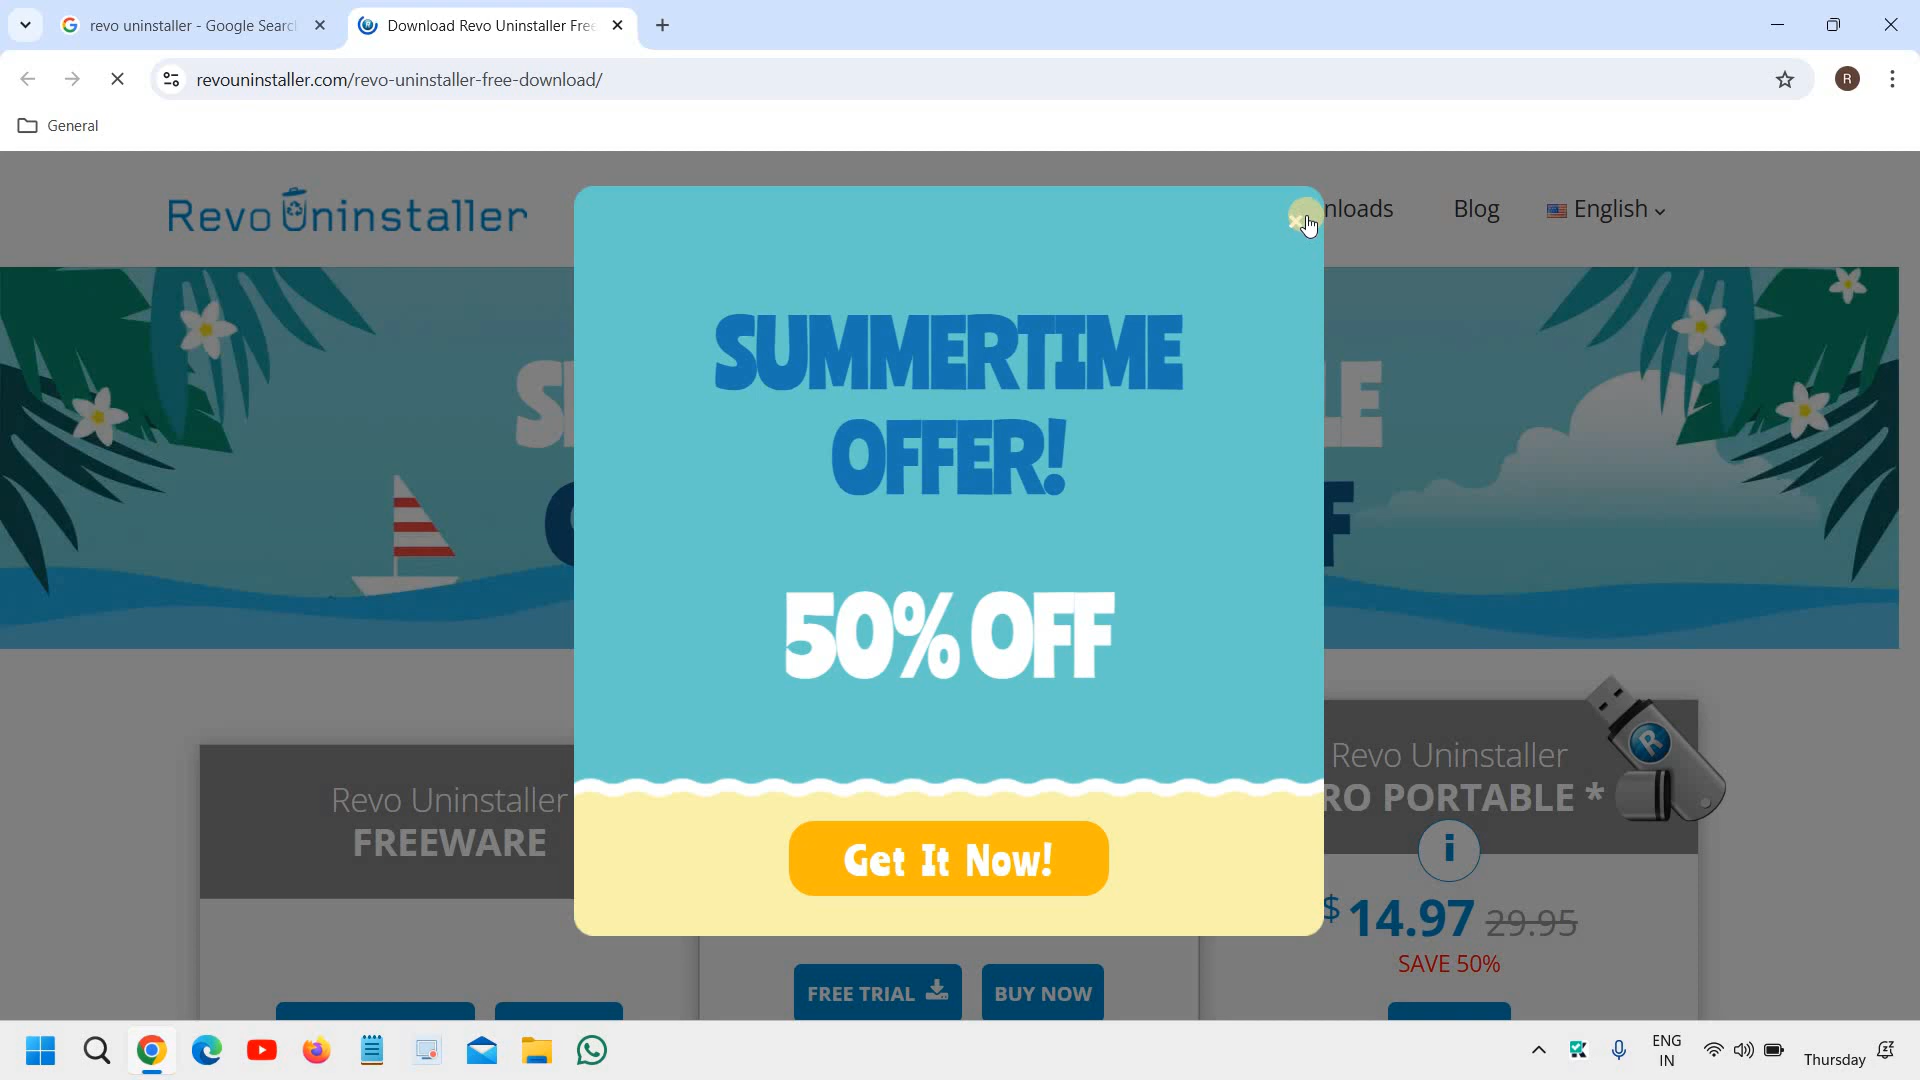 revo uninstaller - Google Searc
Download Revo Uninstaller Free
revouninstaller.com/revo-uninstaller-free-download/
R
General
Revo Uninstaller
nloads
Blog
English
SUMMERTIME
OFFER!
50% OFF
Get It Now!
Revo Uninstaller
FREEWARE
Revo Uninstaller
RO PORTABLE *
i
$ 14.97 29.95
SAVE 50%
FREE TRIAL
BUY NOW
ENG
IN
Thursday